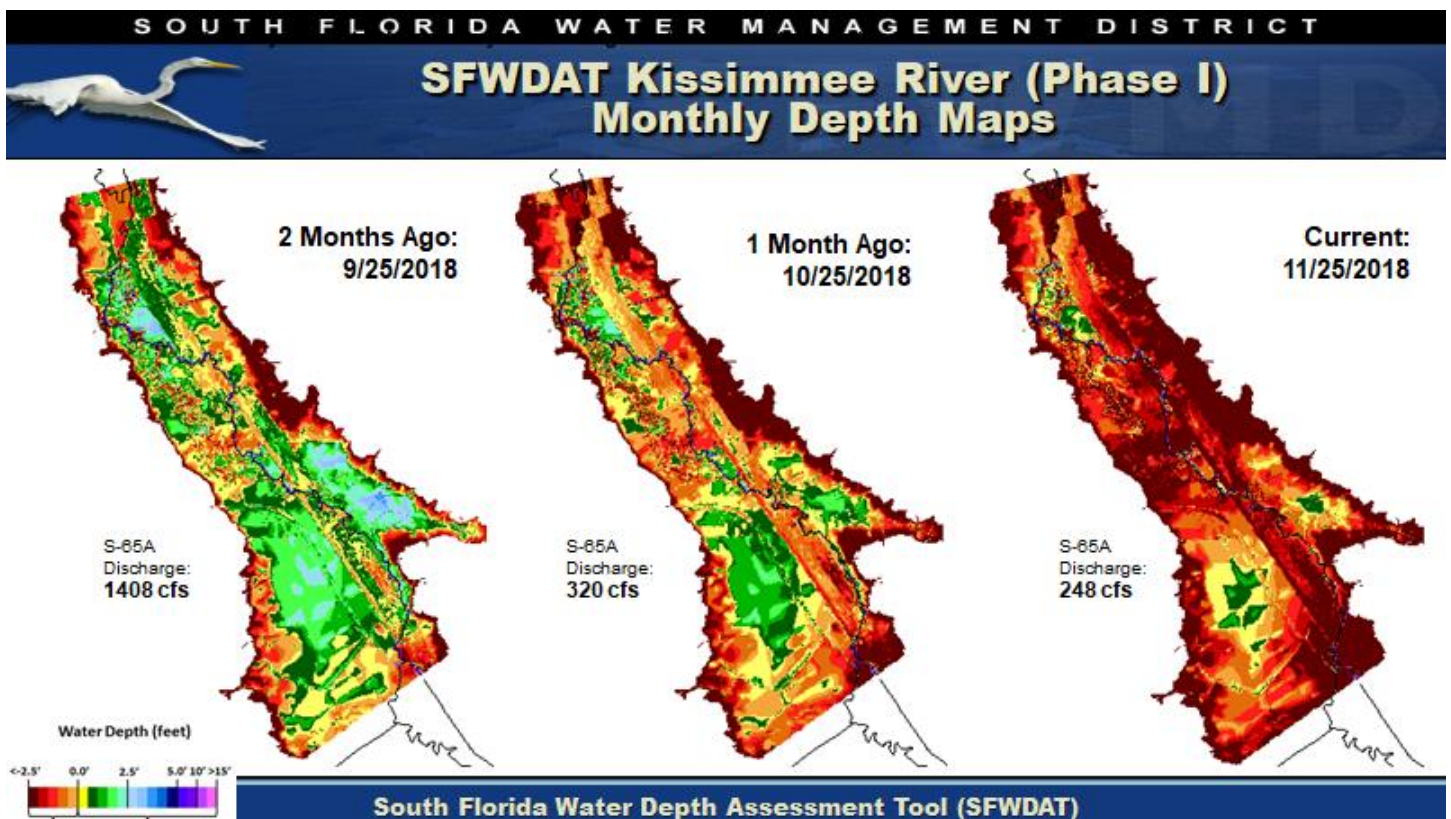 SOUTH FLORIDA WATER MANAGEMENT DISTRICT
SFWDAT Kissimmee River (Phase I)
Monthly Depth Maps
2 Months Ago:
9/25/2018
1 Month Ago:
10/25/2018
Current:
11/25/2018
S-65A
Discharge:
1408 cfs
S-65A
Discharge:
320 cfs
S-65A
Discharge:
248 cfs
Water Depth (feet)
<-2.5' 0.0' 2.5' 5.0' 10' >15'
South Florida Water Depth Assessment Tool (SFWDAT)